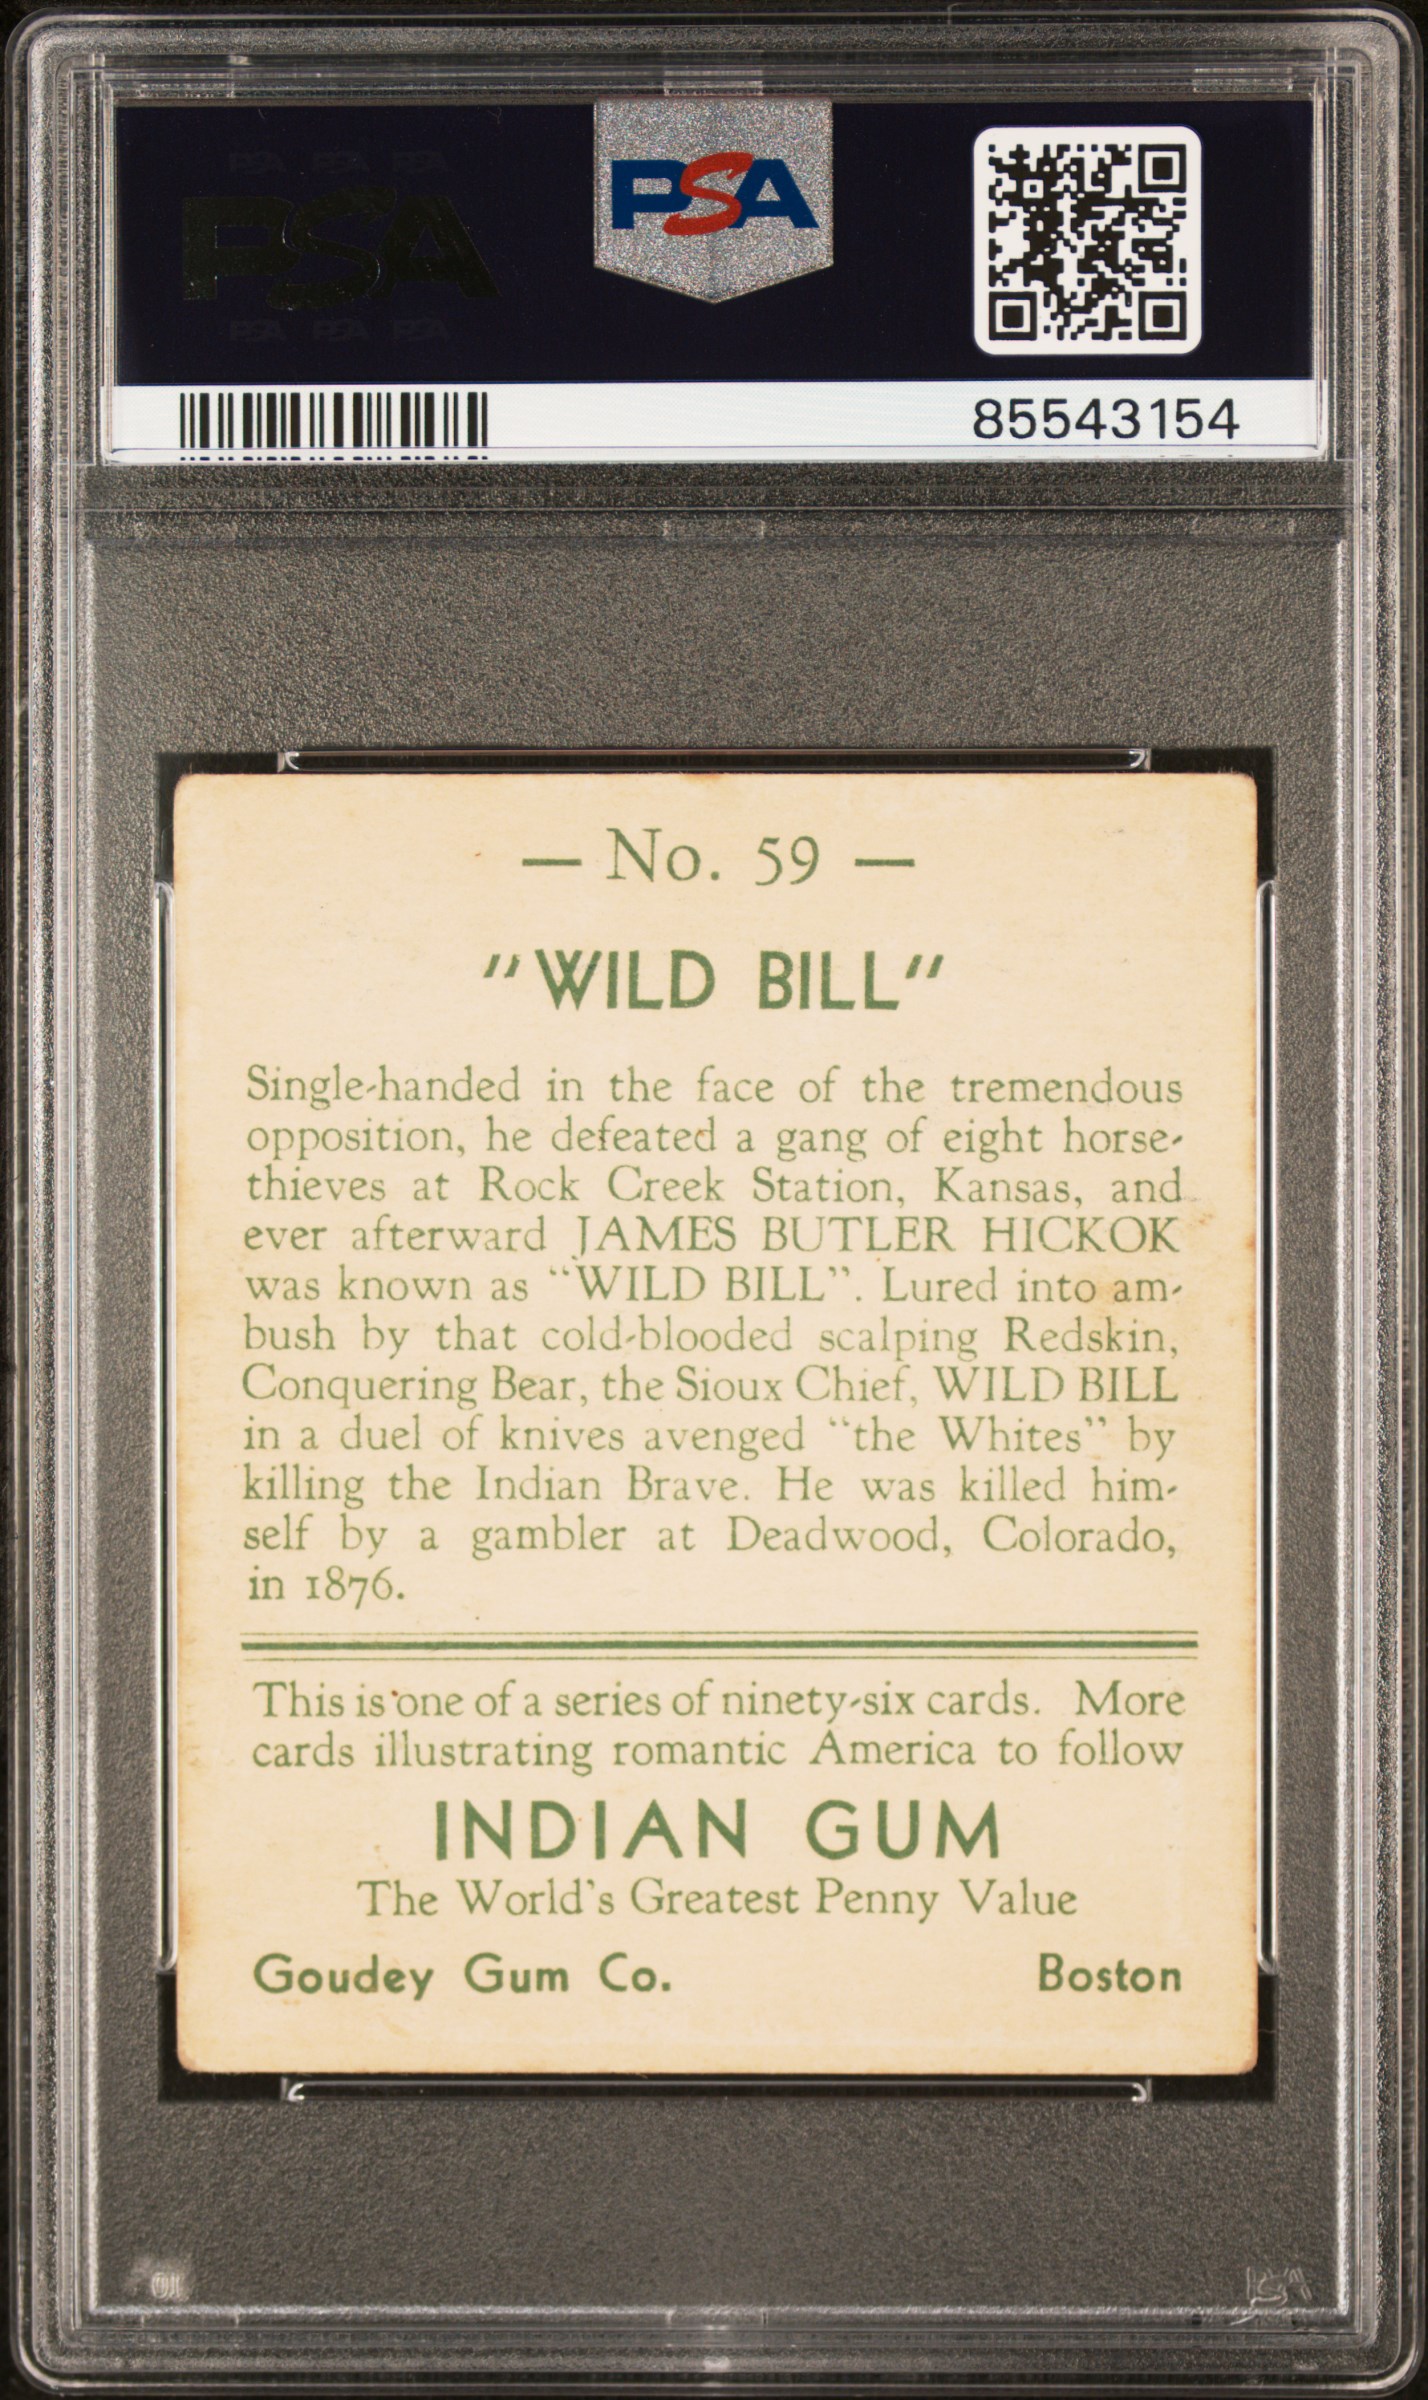 PSA
PSA
85543154
— No. 59 —
"WILD BILL"
Single-handed in the face of the tremendous
opposition, he defeated a gang of eight horse-
thieves at Rock Creek Station, Kansas, and
ever afterward JAMES BUTLER HICKOK
was known as "WILD BILL". Lured into am-
bush by that cold-blooded scalping Redskin,
Conquering Bear, the Sioux Chief, WILD BILL
in a duel of knives avenged "the Whites" by
killing the Indian Brave. He was killed him-
self by a gambler at Deadwood, Colorado,
in 1876.
This is one of a series of ninety-six cards. More
cards illustrating romantic America to follow
INDIAN GUM
The World's Greatest Penny Value
Goudey Gum Co. Boston
PSA